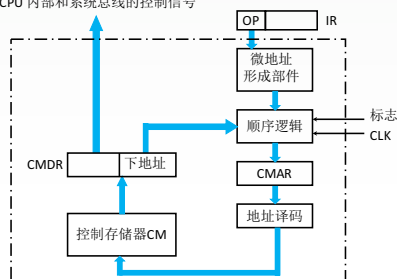 CPU 内部和系统总线的控制信号
OP
IR
微地址
形成部件
顺序逻辑
标志
CLK
CMDR
下地址
CMAR
控制存储器CM
地址译码